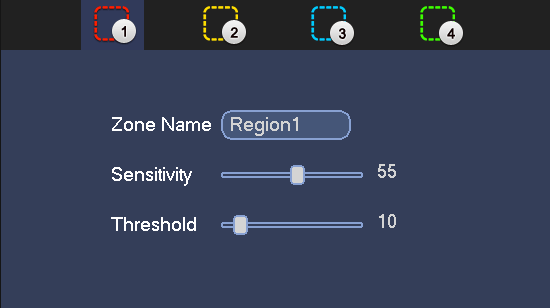 1 2 3 4
Zone Name Region1
Sensitivity 55
Threshold 10